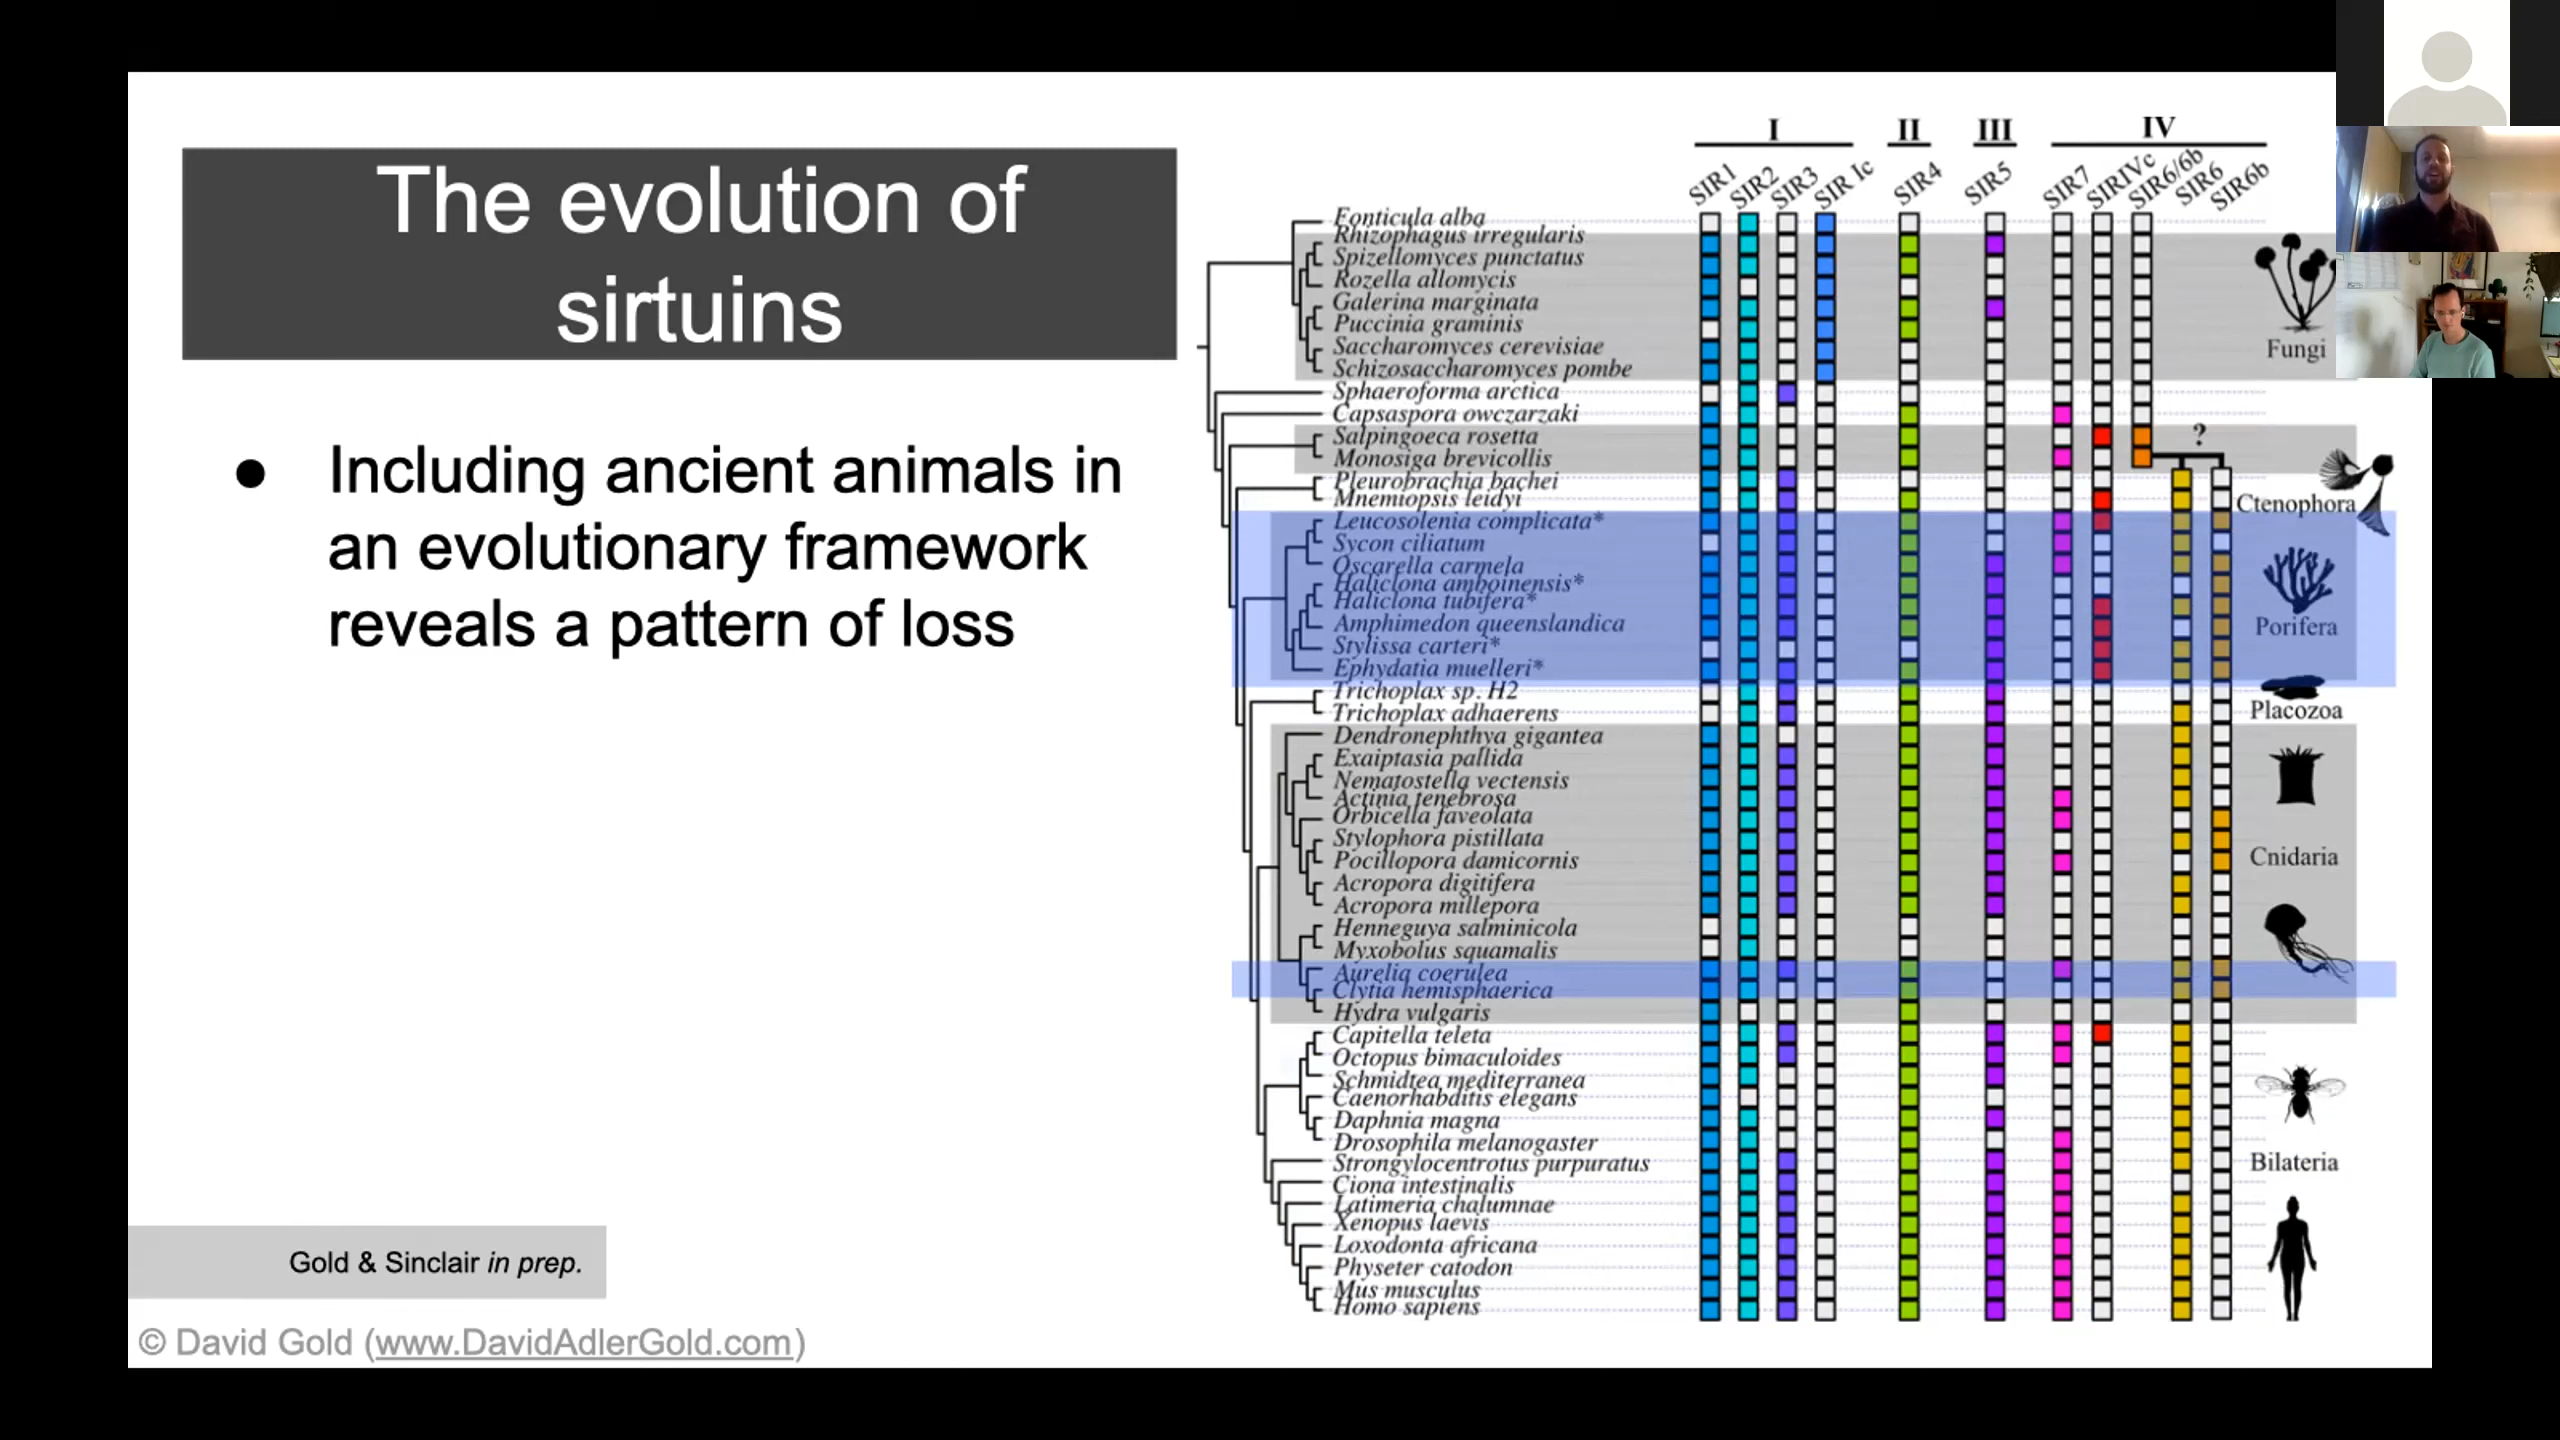 The evolution of
sirtuins
● Including ancient animals in
an evolutionary framework
reveals a pattern of loss
Gold & Sinclair in prep.
© David Gold (www.DavidAdlerGold.com)
I II III IV
SIR1 SIR2 SIR3 SIR Ic SIR4 SIR5 SIR7 SIRIVc SIR6/6b SIR6 SIR6b
Fonticula alba
Rhizophagus irregularis
Spizellomyces punctatus
Rozella allomycis
Galerina marginata
Puccinia graminis
Saccharomyces cerevisiae
Schizosaccharomyces pombe
Fungi
Sphaeroforma arctica
Capsaspora owczarzaki
Salpingoeca rosetta
?
Monosiga brevicollis
Pleurobrachia bachei
Mnemiopsis leidyi
Ctenophora
Leucosolenia complicata*
Sycon ciliatum
Oscarella carmela
Haliclona amboinensis*
Haliclona tubifera*
Amphimedon queenslandica
Porifera
Stylissa carteri*
Ephydatia muelleri*
Trichoplax sp. H2
Trichoplax adhaerens
Placozoa
Dendronephthya gigantea
Exaiptasia pallida
Nematostella vectensis
Actinia tenebrosa
Orbicella faveolata
Stylophora pistillata
Pocillopora damicornis
Cnidaria
Acropora digitifera
Acropora millepora
Henneguya salminicola
Myxobolus squamalis
Aurelia coerulea
Clytia hemisphaerica
Hydra vulgaris
Capitella teleta
Octopus bimaculoides
Schmidtea mediterranea
Caenorhabditis elegans
Daphnia magna
Drosophila melanogaster
Strongylocentrotus purpuratus
Bilateria
Ciona intestinalis
Latimeria chalumnae
Xenopus laevis
Loxodonta africana
Physeter catodon
Mus musculus
Homo sapiens